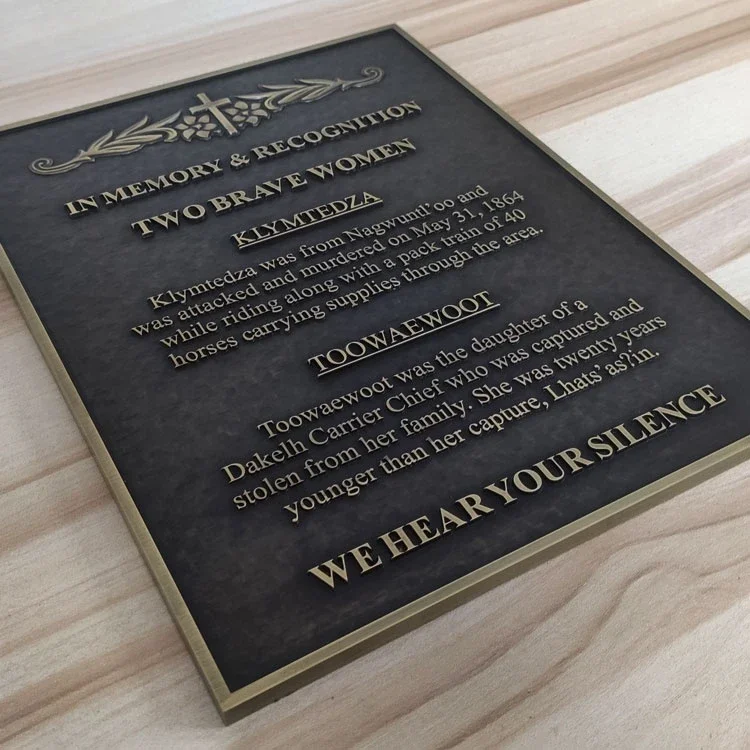 IN MEMORY & RECOGNITION
TWO BRAVE WOMEN
KLYMTEDZA
Klymtedza was from Nagwuntl'oo and
was attacked and murdered on May 31, 1864
while riding along with a pack train of 40
horses carrying supplies through the area.
TOOWAEWOOT
Toowaewoot was the daughter of a
Dakelh Carrier Chief who was captured and
stolen from her family. She was twenty years
younger than her capture, Lhats'as?in.
WE HEAR YOUR SILENCE